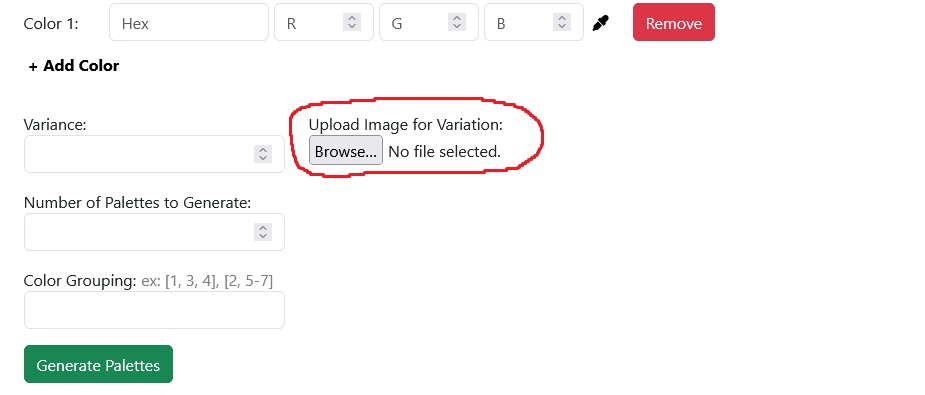 Color 1: Hex R G B Remove
+ Add Color
Variance: Upload Image for Variation:
Browse... No file selected.
Number of Palettes to Generate:
Color Grouping: ex: [1, 3, 4], [2, 5-7]
Generate Palettes